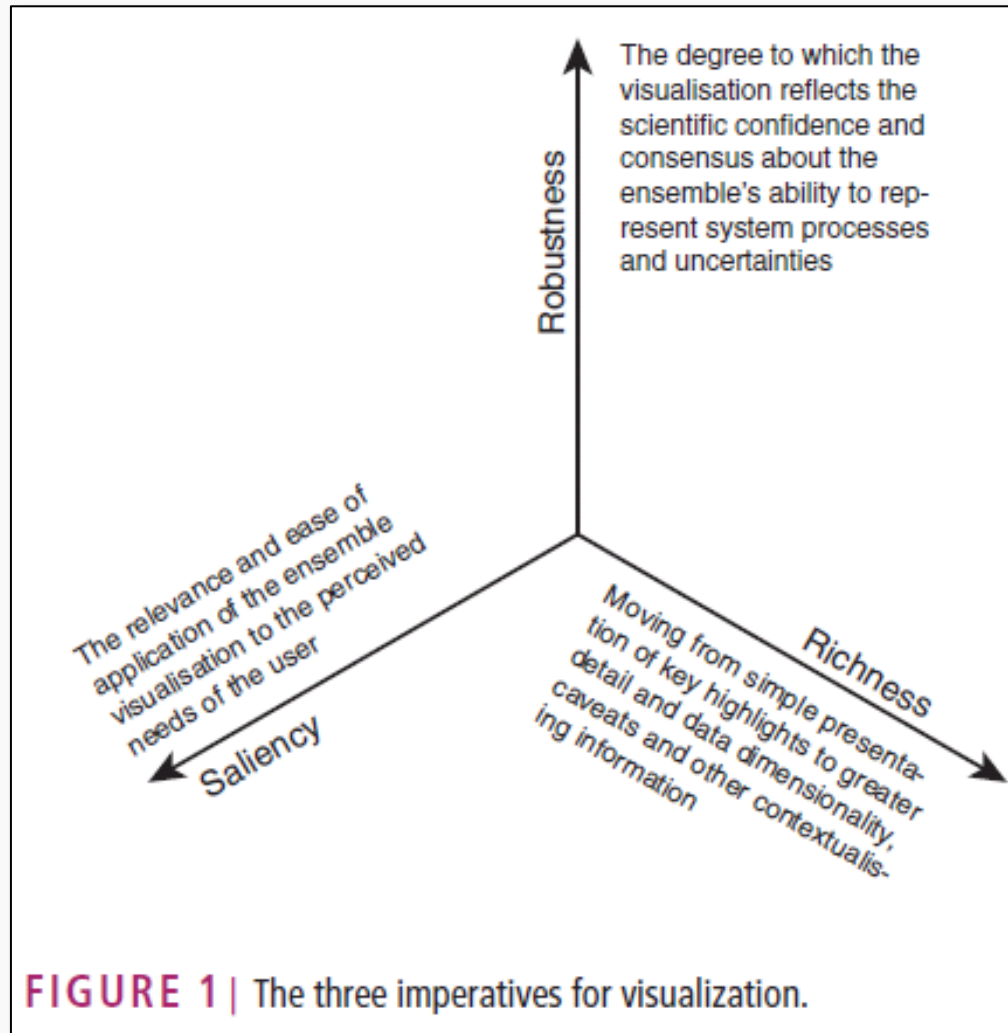 The degree to which the
visualisation reflects the
scientific confidence and
consensus about the
ensemble's ability to rep-
resent system processes
and uncertainties
Robustness
The relevance and ease of
application of the ensemble
visualisation to the perceived
needs of the user
Saliency
Richness
Moving from simple presenta-
tion of key highlights to greater
detail and data dimensionality,
caveats and other contextualis-
ing information
FIGURE 1 | The three imperatives for visualization.